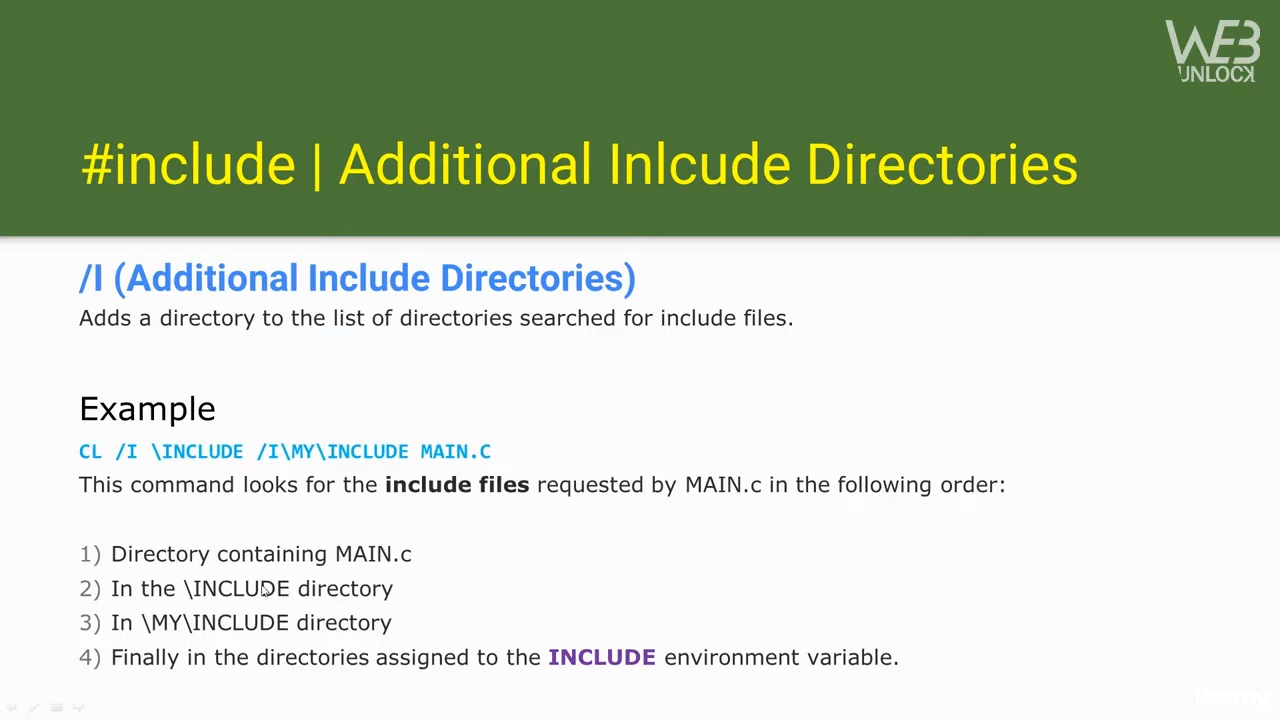 WEB
UNLOCK
#include | Additional Inlcude Directories
/I (Additional Include Directories)
Adds a directory to the list of directories searched for include files.
Example
CL /I \INCLUDE /I\MY\INCLUDE MAIN.C
This command looks for the include files requested by MAIN.c in the following order:
1) Directory containing MAIN.c
2) In the \INCLUDE directory
3) In \MY\INCLUDE directory
4) Finally in the directories assigned to the INCLUDE environment variable.
udemy